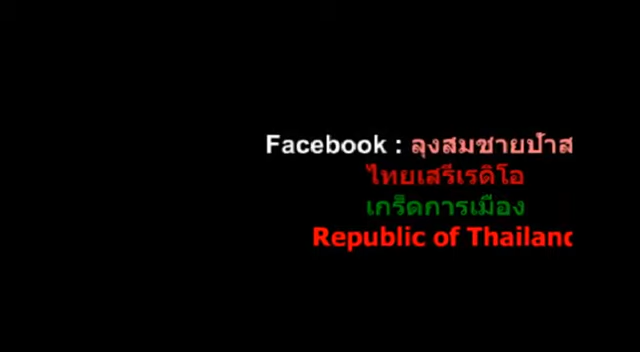 Facebook : ลุงสมชายป้าส
ไทยเสรีเรดิโอ
เกร็ดการเมือง
Republic of Thailand